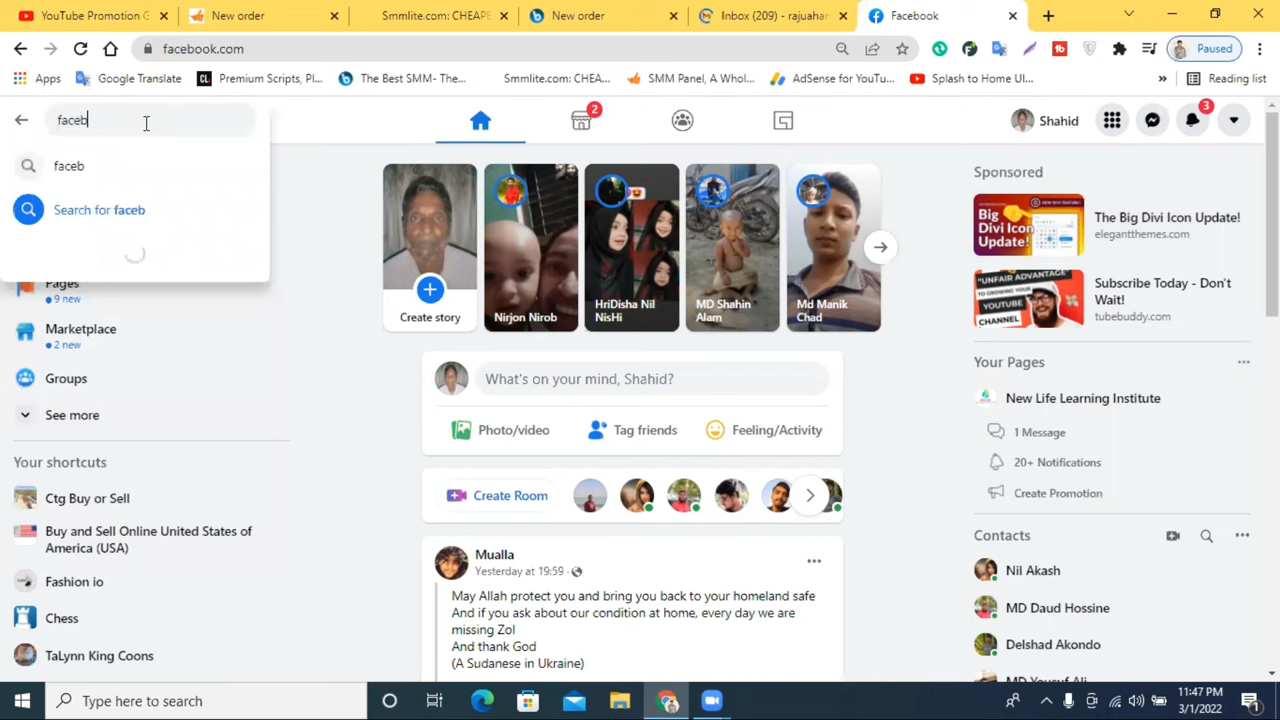 YouTube Promotion G
New order
Smmlite.com: CHEAPE
New order
Inbox (209) - rajuahar
Facebook
facebook.com
Paused
Apps
Google Translate
Premium Scripts, Pl...
The Best SMM- The...
Smmlite.com: CHEA...
SMM Panel, A Whol...
AdSense for YouTu...
Splash to Home UI...
Reading list
faceb
2
Shahid
3
faceb
Search for faceb
Pages
9 new
Marketplace
2 new
Groups
See more
Your shortcuts
Ctg Buy or Sell
Buy and Sell Online United States of
America (USA)
Fashion io
Chess
TaLynn King Coons
Create story
Nirjon Nirob
HriDisha Nil
NisHi
MD Shahin
Alam
Md Manik
Chad
What's on your mind, Shahid?
Photo/video
Tag friends
Feeling/Activity
Create Room
Mualla
Yesterday at 19:59
May Allah protect you and bring you back to your homeland safe
And if you ask about our condition at home, every day we are
missing Zol
And thank God
(A Sudanese in Ukraine)
Sponsored
Big
Divi Icon
Update!
The Big Divi Icon Update!
elegantthemes.com
"UNFAIR ADVANTAGE
TO GROWING YOUR
YOUTUBE
CHANNEL
Subscribe Today - Don't
Wait!
tubebuddy.com
Your Pages
New Life Learning Institute
1 Message
20+ Notifications
Create Promotion
Contacts
Nil Akash
MD Daud Hossine
Delshad Akondo
MD Yousuf Ali
Type here to search
11:47 PM
3/1/2022
1